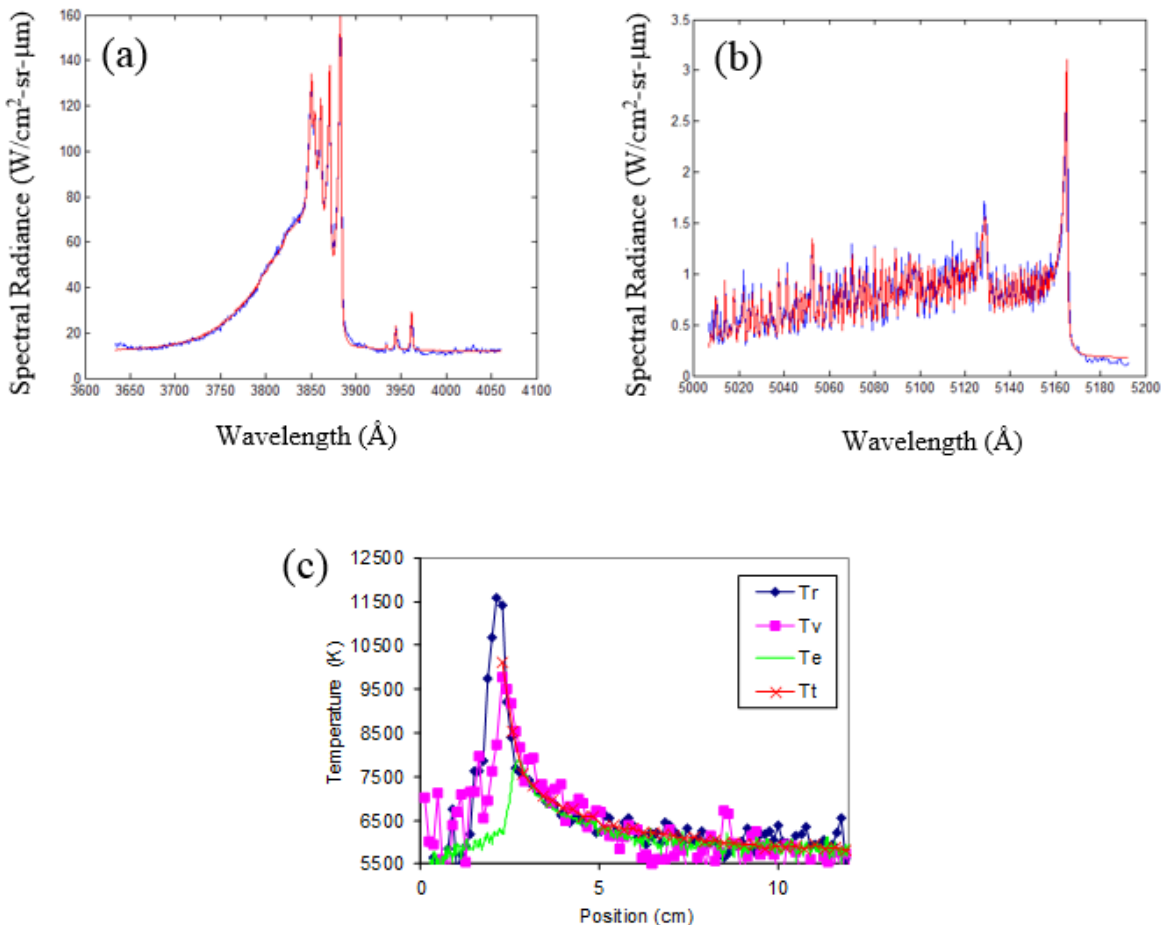 (a)
Spectral Radiance (W/cm²-sr-μm)
160
140
120
100
80
60
40
20
0
3600 3650 3700 3750 3800 3850 3900 3950 4000 4050 4100
Wavelength (Å)
(b)
Spectral Radiance (W/cm²-sr-μm)
3.5
3
2.5
2
1.5
1
0.5
0
5000 5020 5040 5060 5080 5100 5120 5140 5160 5180 5200
Wavelength (Å)
(c)
Temperature (K)
12500
11500
10500
9500
8500
7500
6500
5500
0 5 10
Position (cm)
Tr
Tv
Te
Tt